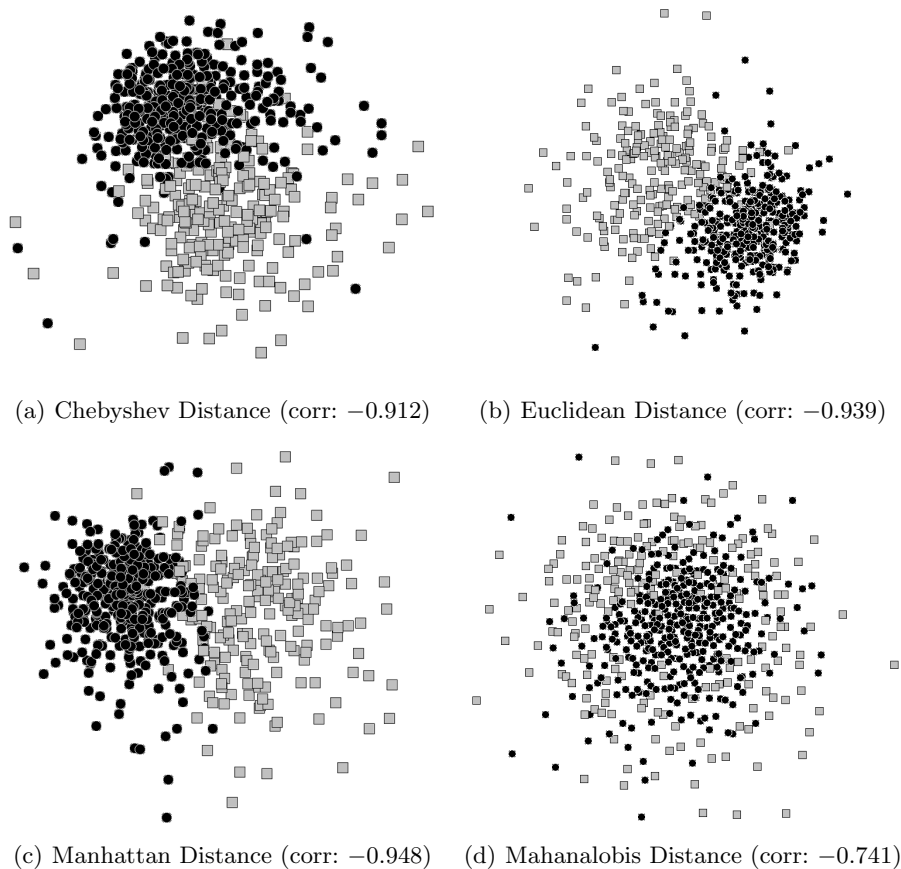 (a) Chebyshev Distance (corr: −0.912)
(b) Euclidean Distance (corr: −0.939)
(c) Manhattan Distance (corr: −0.948)
(d) Mahanalobis Distance (corr: −0.741)